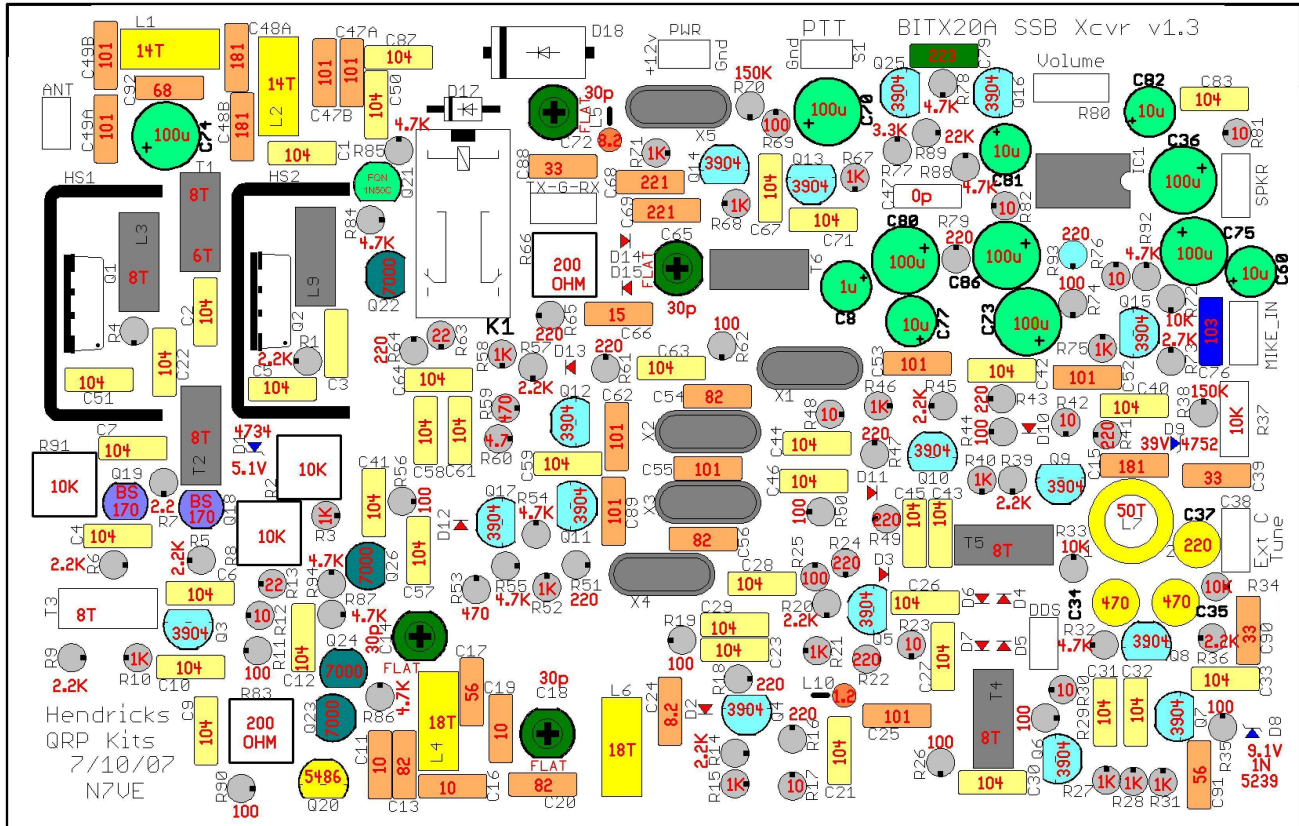 BITX20A SSB Xcvr v1.3
L1
14T
C49B
101
C92
68
C49A
101
ANT
C74
100u
C48A
181
C48B
181
14T
L2
C47A
101
101
C47B
C87
104
C50
104
C1
104
D18
D17
PWR
+12v
Gnd
PTT
Gnd
S1
30p
FLAT
C72
L5
8.2
150K
R70
X5
100
R69
100u
C70
Q25
3904
223
C79
4.7K
R78
3904
Q16
Volume
R80
C82
10u
C83
104
10
R81
4.7K
R85
FQN
1N50C
Q21
C88
33
TX-G-RX
1K
R71
221
C68
221
C69
Q14
3904
1K
R68
104
C67
Q13
3904
104
C71
R67
1K
3.3K
R77
R89
22K
R88
4.7K
10u
C81
10
R82
C47
0p
IC1
C36
100u
SPKR
HS1
T1
8T
6T
HS2
L3
8T
Q1
L9
Q2
R84
4.7K
7000
Q22
R66
200
OHM
D14
D15
C65
FLAT
30p
T6
C80
100u
R79
220
100u
C86
220
R93
R76
10
R92
4.7K
100u
C75
10u
C60
1u
C8
10u
C77
C73
100u
100
R74
Q15
3904
R72
10K
2.7K
R73
103
C76
MIKE_IN
R4
C2
104
C22
104
C51
104
2.2K
R1
C5
104
C3
K1
220
R64
22
R63
R58
1K
R57
2.2K
D13
R65
220
15
C66
220
R61
C63
104
100
R62
X1
C53
101
104
C42
R75
1K
101
C52
C40
104
150K
R38
10K
R37
C64
104
R59
470
4.7
R60
104
C58
104
C61
Q12
3904
C62
101
C54
82
X2
R48
10
R46
1K
R45
2.2K
220
R43
100
R44
D10
R42
10
220
R41
D9
39V
4752
C7
104
R91
10K
8T
T2
4734
D1
5.1V
10K
R2
C41
104
R56
100
C59
104
C55
101
X3
C44
104
C46
104
R47
D11
Q10
3904
R40
1K
R39
2.2K
Q9
3904
C15
181
33
C39
Q19
BS
170
2.2
R7
BS
170
Q18
10K
R8
1K
R3
D12
Q17
3904
R54
4.7K
3904
Q11
101
C89
82
C56
100
R50
220
R49
C45
104
C43
104
T5
8T
R33
10K
50T
L7
C37
220
C38
Ext C
Tune
C4
104
R6
2.2K
2.2K
R5
C6
104
T3
8T
3904
Q3
22
R13
10
R12
R11
100
4.7K
R94
R87
4.7K
7000
Q26
104
C57
R53
470
R55
4.7K
1K
R52
R51
220
X4
C28
104
R25
100
R24
220
D3
R20
2.2K
3904
Q5
C26
104
D6
D4
D7
D5
DDS
C34
470
470
C35
10K
R34
R32
4.7K
3904
Q8
2.2K
R36
33
C90
R9
2.2K
1K
R10
104
C10
C12
104
Q24
7000
30p
C14
FLAT
R19
100
C29
104
104
C23
1K
R21
220
R22
R23
10
C27
104
C9
104
R83
200
OHM
Q23
7000
R86
4.7K
18T
L4
C17
56
C19
10
30p
C18
FLAT
L6
18T
C24
8.2
D2
R18
220
3904
Q4
L10
1.2
220
R16
101
C25
T4
8T
R30
10
100
R29
C31
104
C32
104
104
C33
3904
Q7
100
R35
D8
9.1V
1N
5239
Hendricks
QRP Kits
7/10/07
N7VE
R90
100
5486
Q20
C11
10
82
C13
10
C16
82
C20
2.2K
R14
R15
1K
10
R17
104
C21
100
R26
104
C30
Q6
3904
1K
R27
1K
R28
1K
R31
56
C91